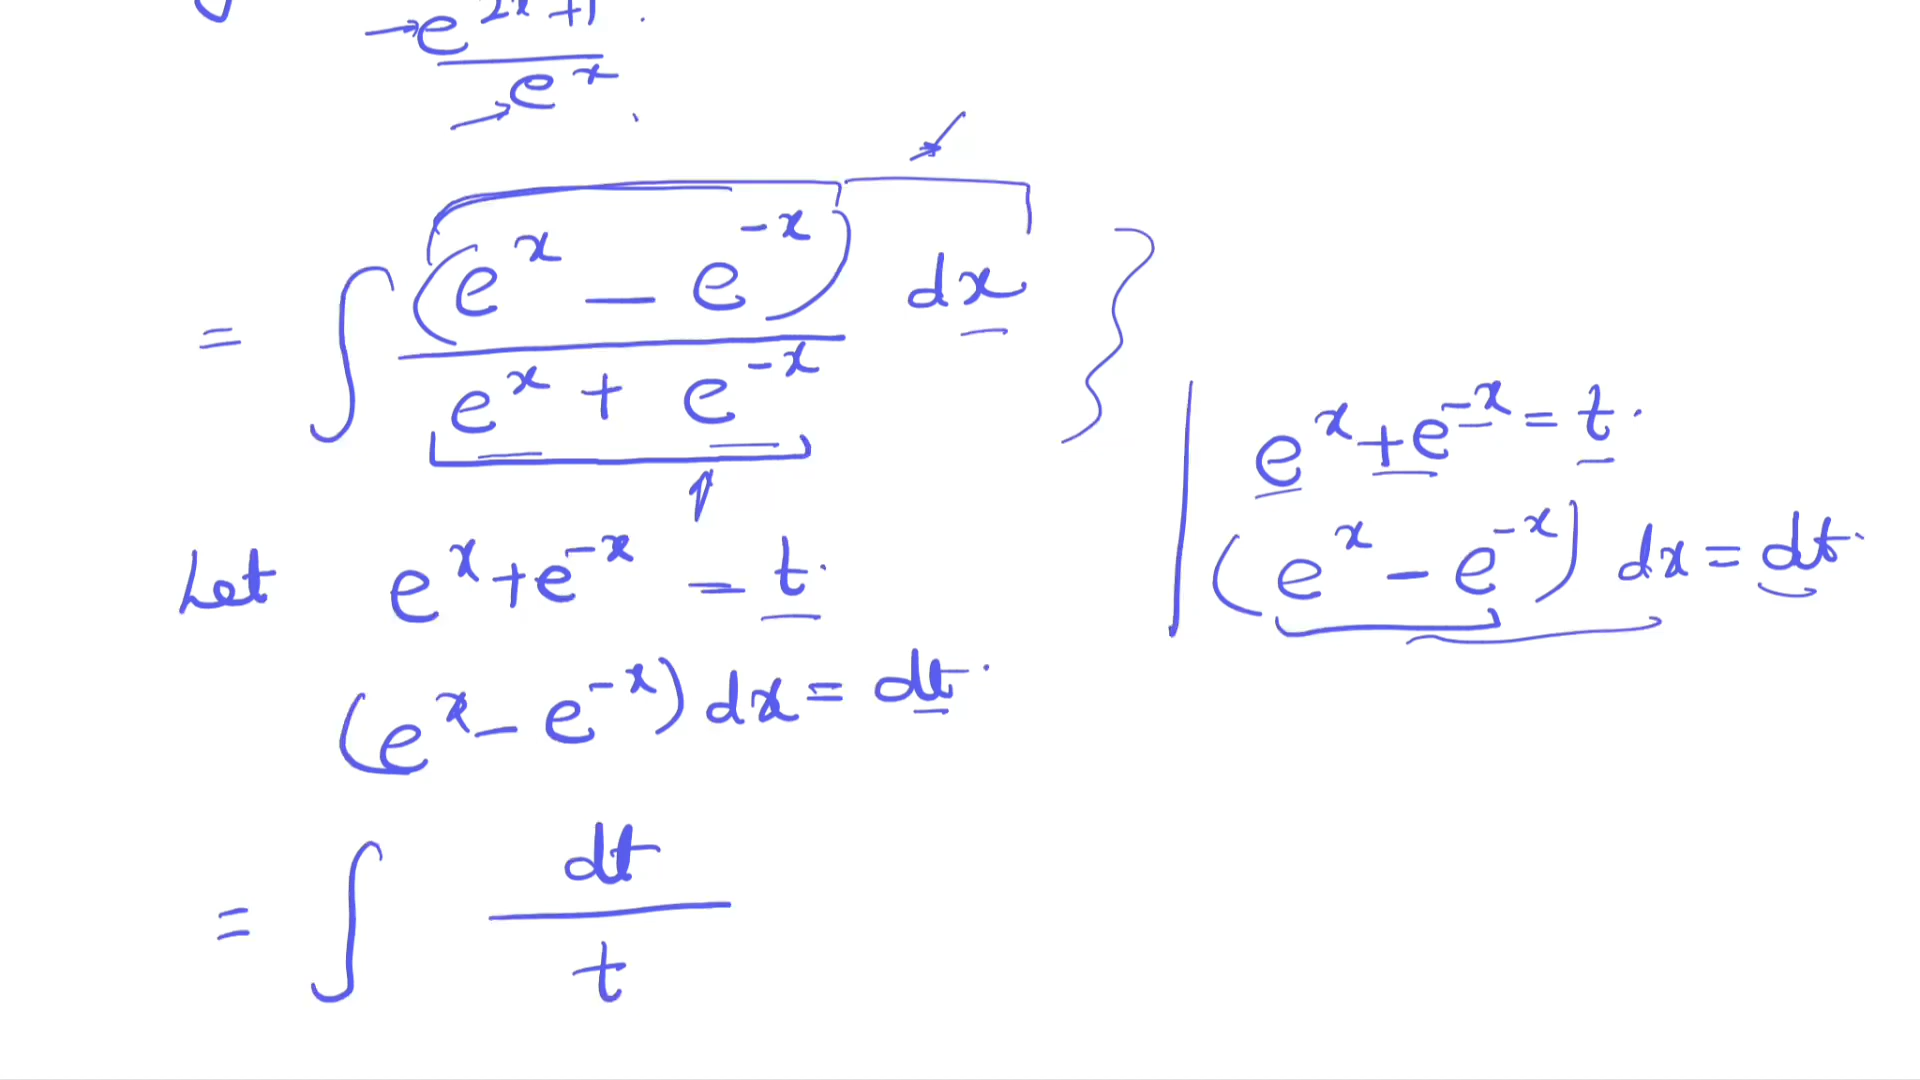 e^{2x}+1
e^x
= ∫ (e^x - e^{-x}) dx
e^x + e^{-x}
Let e^x + e^{-x} = t.
(e^x - e^{-x}) dx = dt.
= ∫ dt
t
e^x + e^{-x} = t.
(e^x - e^{-x}) dx = dt.